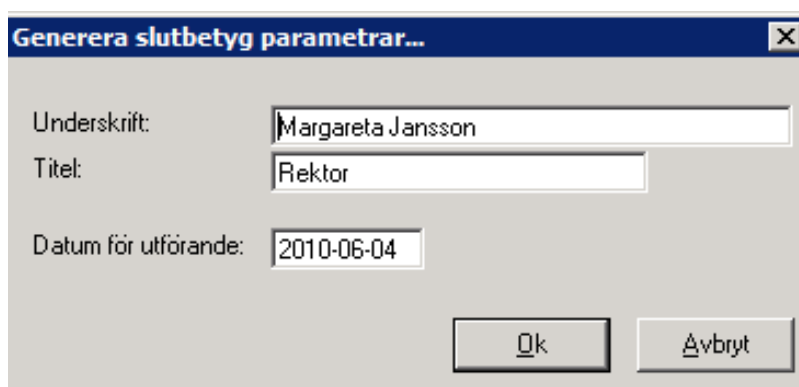 Generera slutbetyg parametrar...
Underskrift: Margareta Jansson
Titel: Rektor
Datum för utförande: 2010-06-04
Ok Avbryt